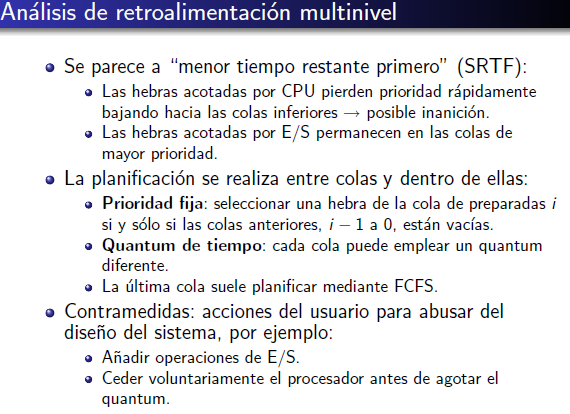 Análisis de retroalimentación multinivel
Se parece a “menor tiempo restante primero” (SRTF):
Las hebras acotadas por CPU pierden prioridad rápidamente
bajando hacia las colas inferiores → posible inanición.
Las hebras acotadas por E/S permanecen en las colas de
mayor prioridad.
La planificación se realiza entre colas y dentro de ellas:
Prioridad fija: seleccionar una hebra de la cola de preparadas i
si y sólo si las colas anteriores, i − 1 a 0, están vacías.
Quantum de tiempo: cada cola puede emplear un quantum
diferente.
La última cola suele planificar mediante FCFS.
Contramedidas: acciones del usuario para abusar del
diseño del sistema, por ejemplo:
Añadir operaciones de E/S.
Ceder voluntariamente el procesador antes de agotar el
quantum.